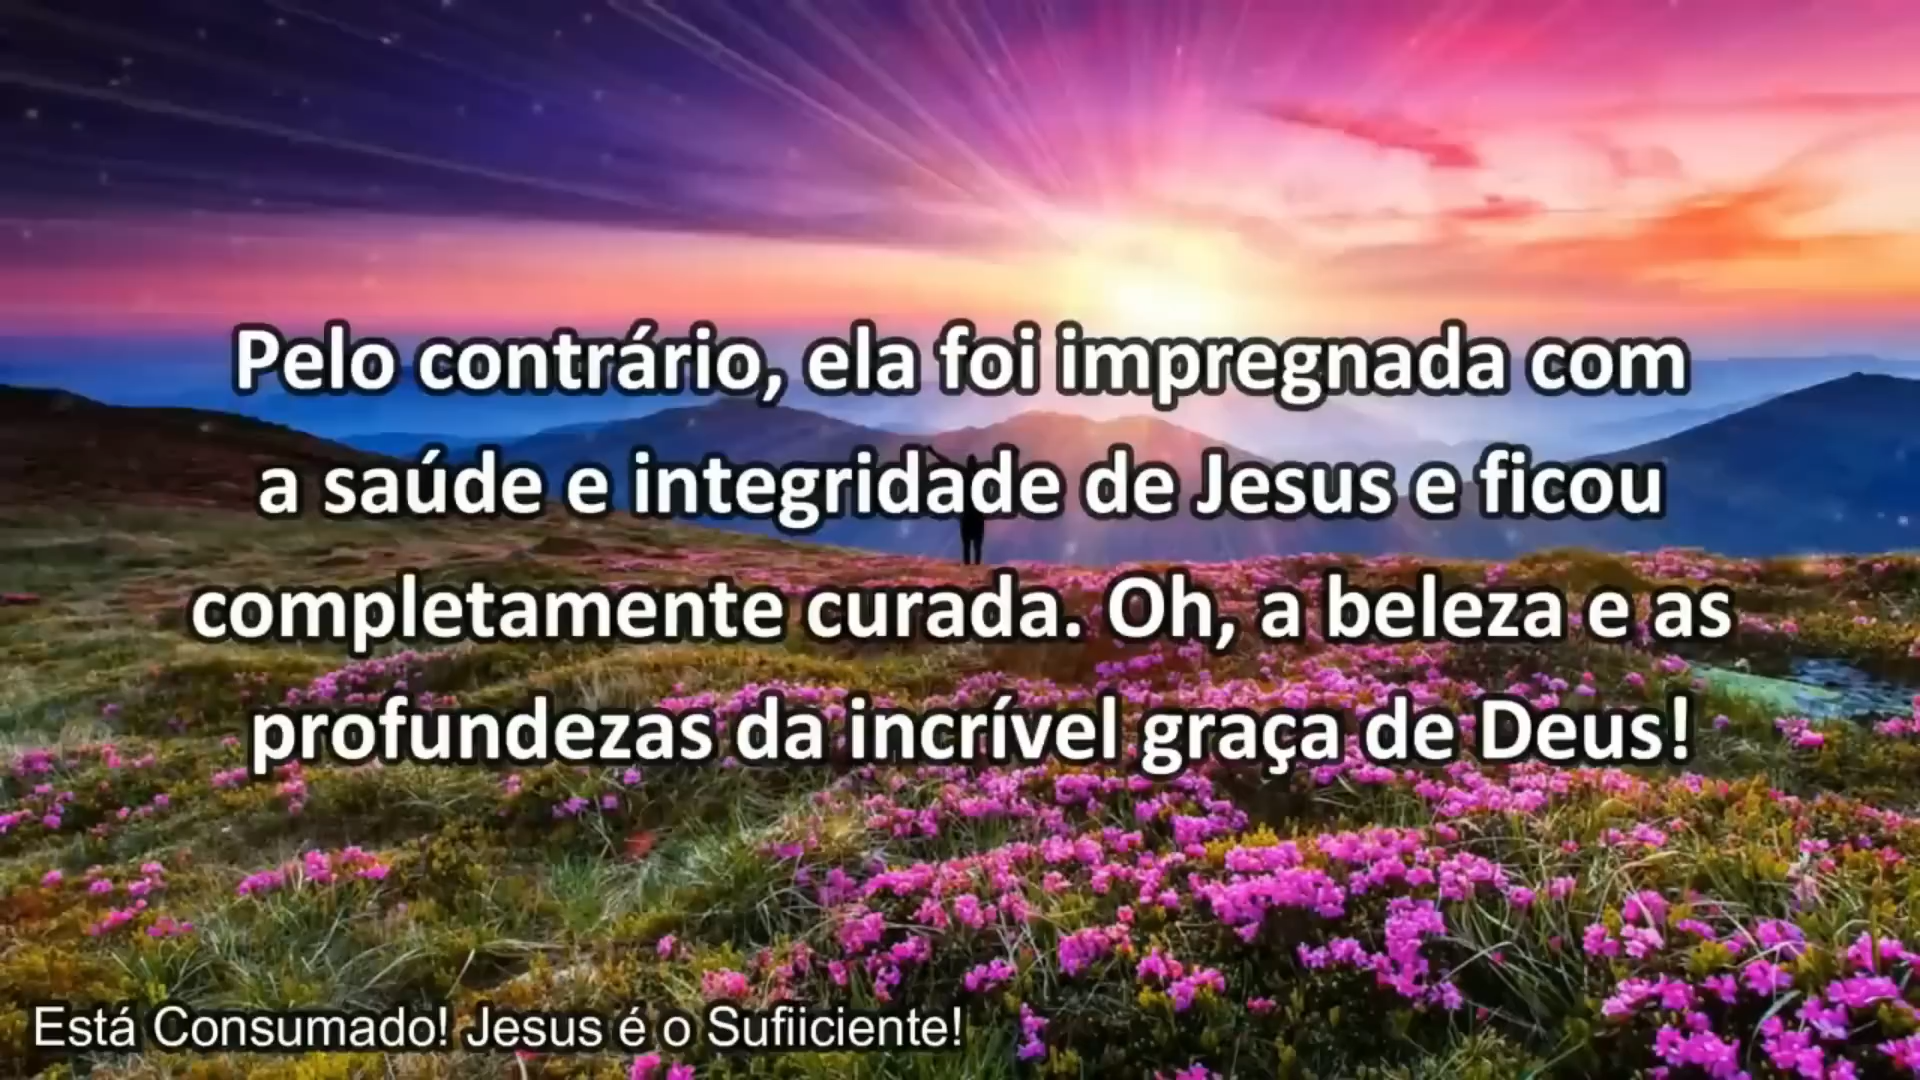 Pelo contrário, ela foi impregnada com
a saúde e integridade de Jesus e ficou
completamente curada. Oh, a beleza e as
profundezas da incrível graça de Deus!
Está Consumado! Jesus é o Sufiiciente!